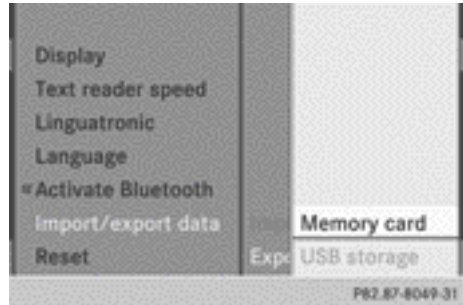 Display
Text reader speed
Linguatronic
Language
Activate Bluetooth
Import/export data
Memory card
Reset
Expo
USB storage
P82.87-8049-31